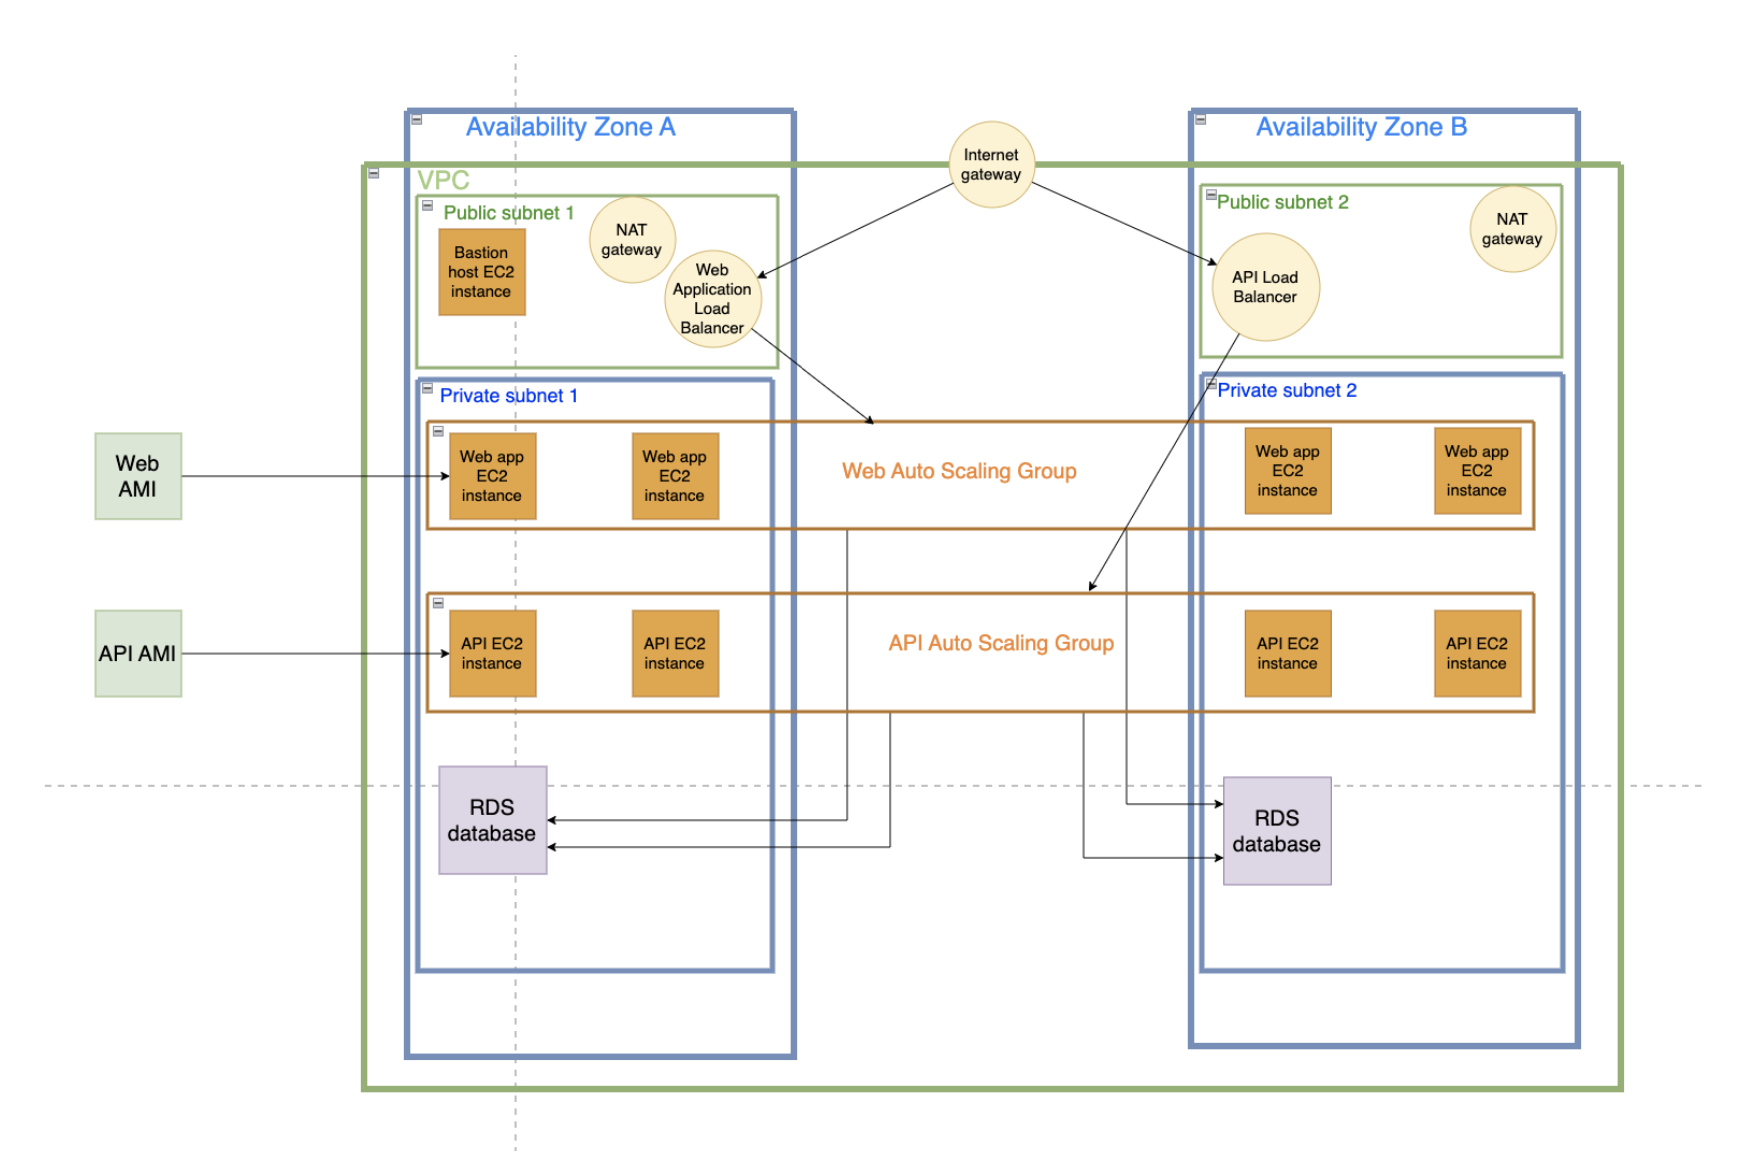 Availability Zone A
Availability Zone B
Internet
gateway
VPC
Public subnet 1
NAT
gateway
Bastion
host EC2
instance
Web
Application
Load
Balancer
Public subnet 2
NAT
gateway
API Load
Balancer
Private subnet 1
Private subnet 2
Web
AMI
Web app
EC2
instance
Web app
EC2
instance
Web Auto Scaling Group
Web app
EC2
instance
Web app
EC2
instance
API AMI
API EC2
instance
API EC2
instance
API Auto Scaling Group
API EC2
instance
API EC2
instance
RDS
database
RDS
database